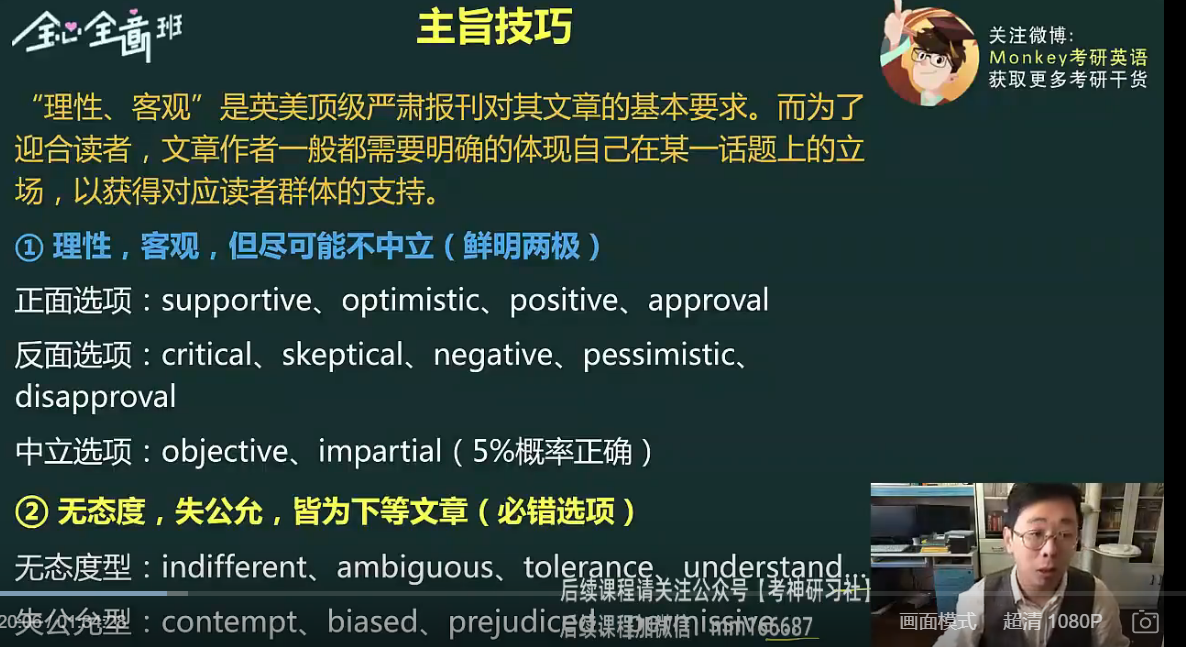 全心全意班
主旨技巧
关注微博:
Monkey考研英语
获取更多考研干货
“理性、客观”是英美顶级严肃报刊对其文章的基本要求。而为了
迎合读者，文章作者一般都需要明确的体现自己在某一话题上的立
场，以获得对应读者群体的支持。
① 理性，客观，但尽可能不中立（鲜明两极）
正面选项：supportive、optimistic、positive、approval
反面选项：critical、skeptical、negative、pessimistic、
disapproval
中立选项：objective、impartial（5%概率正确）
② 无态度，失公允，皆为下等文章（必错选项）
无态度型：indifferent、ambiguous、tolerance、understand...
后续课程请关注公众号【考神研习社】
失公允型：contempt、biased、prejudiced、permissive
后续课程加微信
画面模式
超清 1080P